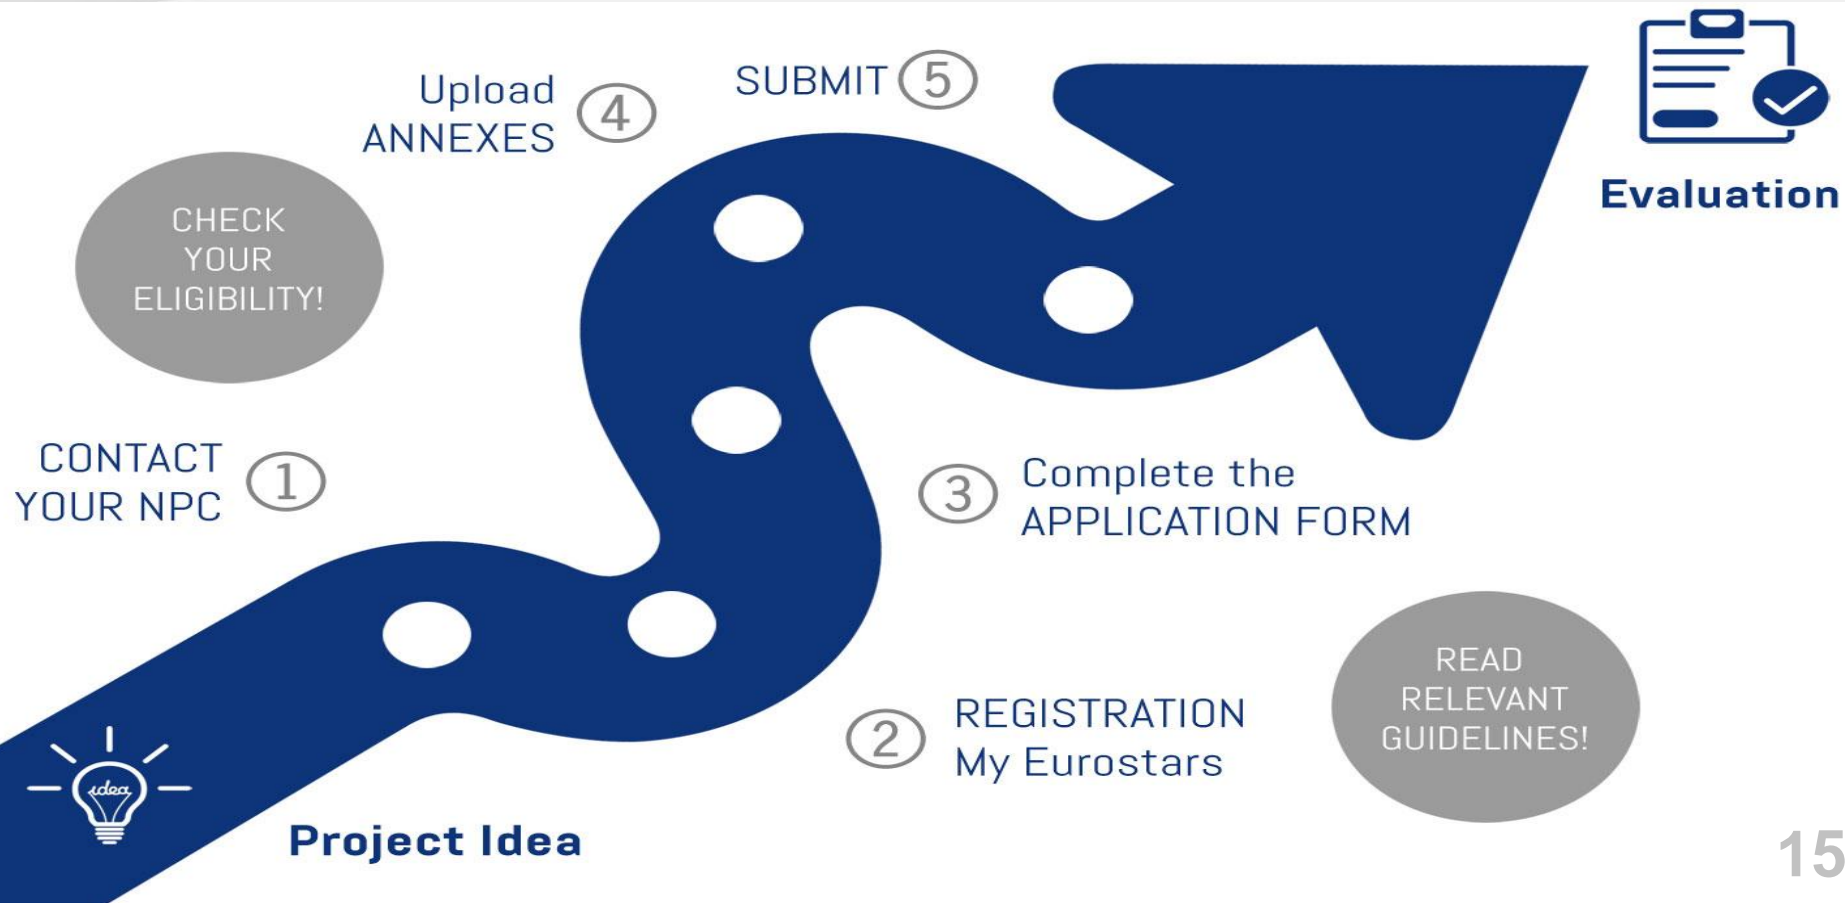 SUBMIT 5
Upload
ANNEXES
4
Evaluation
CHECK
YOUR
ELIGIBILITY!
CONTACT
YOUR NPC
1
3
Complete the
APPLICATION FORM
2
REGISTRATION
My Eurostars
READ
RELEVANT
GUIDELINES!
idea
Project Idea
15